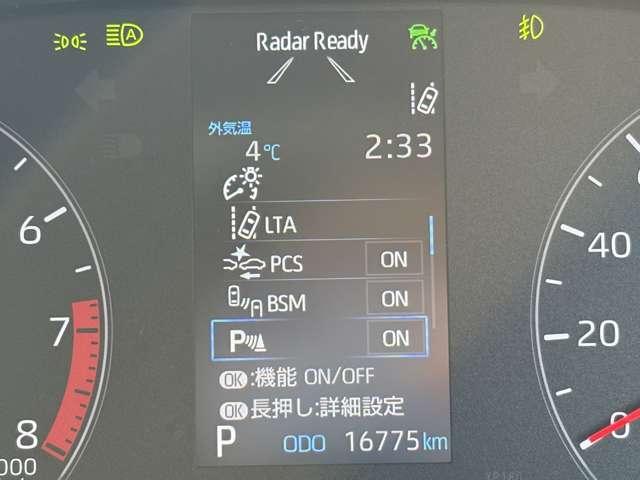 A
Radar Ready
外気温
4℃ 2:33
LTA
PCS ON
BSM ON
P ON
OK:機能 ON/OFF
OK長押し:詳細設定
P ODO 16775km
6
7
8
40
20
0